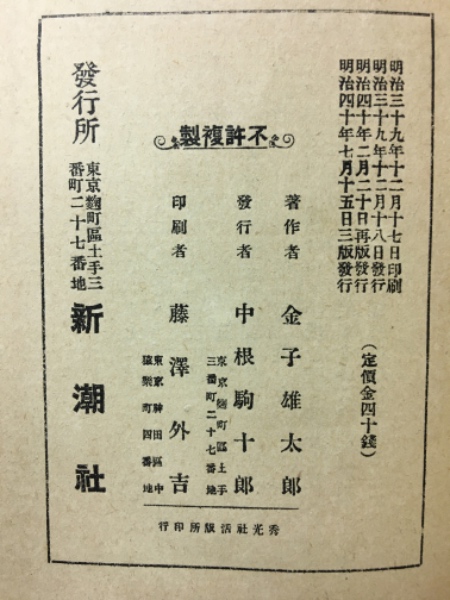 明治三十九年十二月十七日印刷
明治三十九年十二月十八日發行
明治四十年二月二十日再版發行
明治四十年七月十五日三版發行
(定價金四十錢)
不許複製
著作者 金子雄太郎
發行者 中根駒十郎
東京麴町區土手
三番町二十七番地
印刷者 藤澤外吉
東京神田區中
猿樂町四番地
發行所
東京麴町區土手三
番町二十七番地
新潮社
秀光社活版所印行